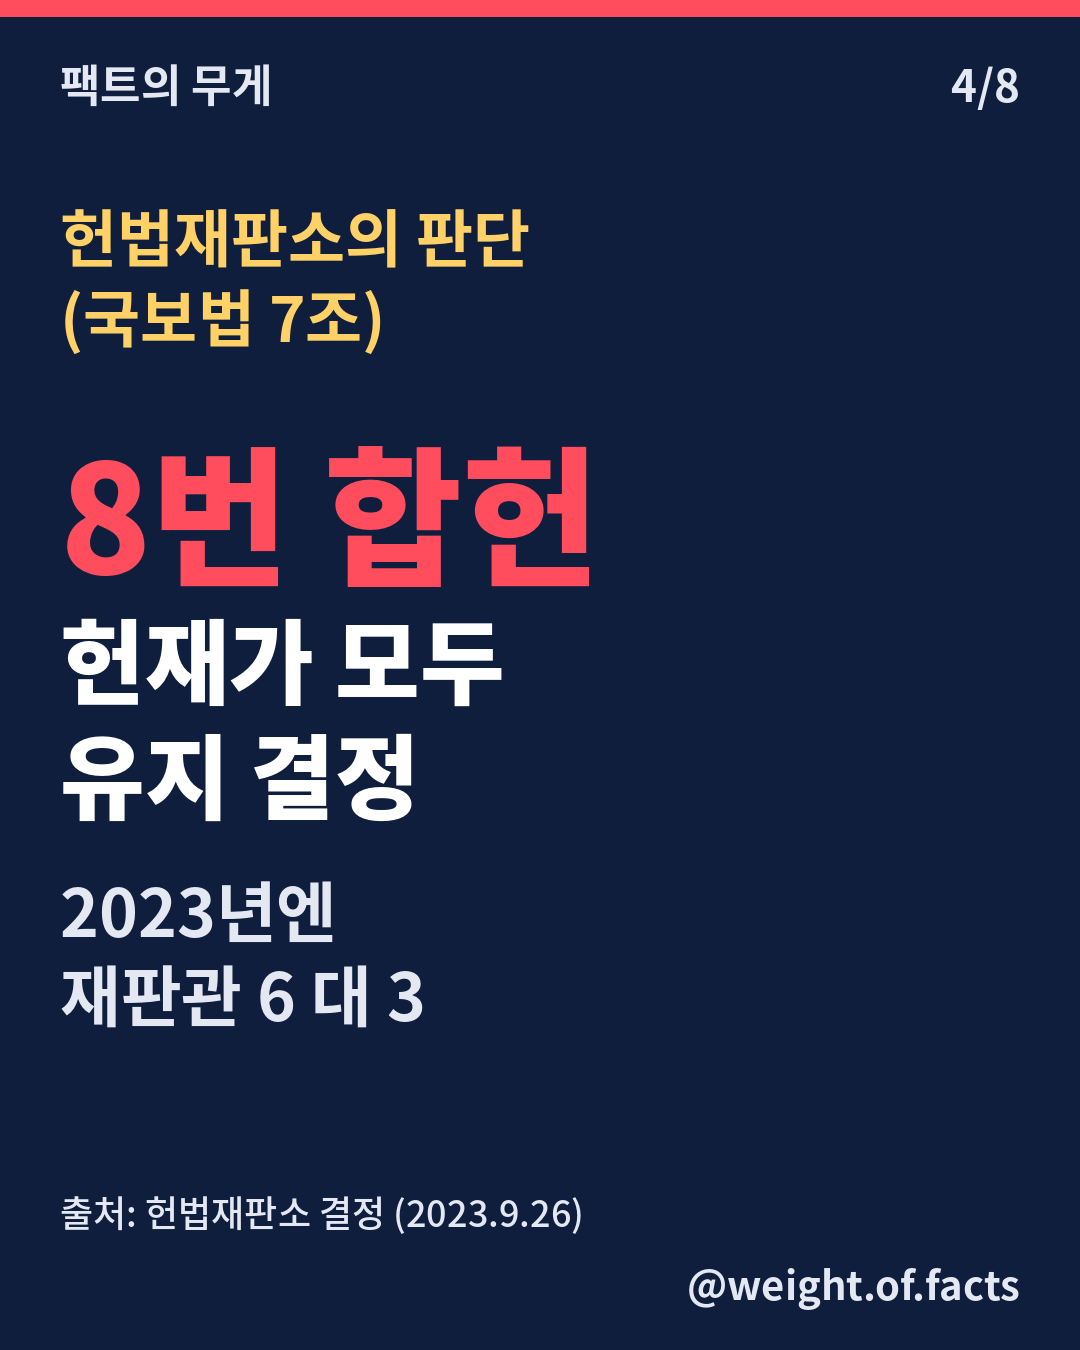 팩트의 무게
4/8
헌법재판소의 판단
(국보법 7조)
8번 합헌
헌재가 모두
유지 결정
2023년엔
재판관 6 대 3
출처: 헌법재판소 결정 (2023.9.26)
@weight.of.facts